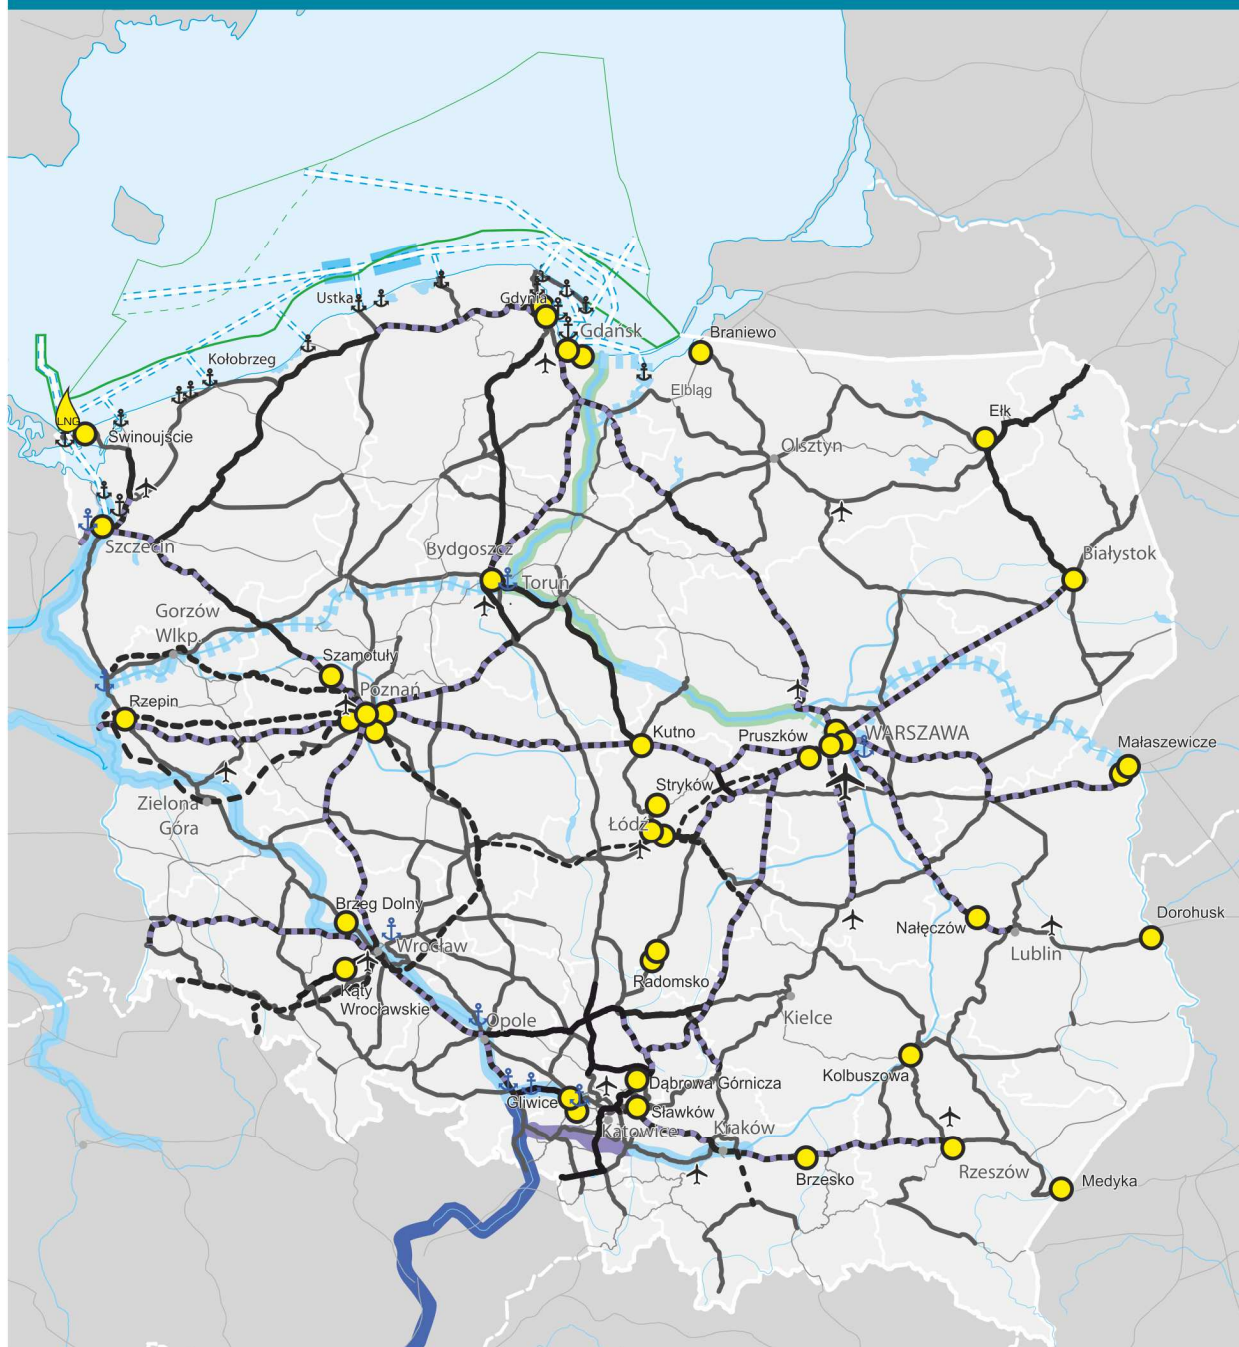 Ustka
Gdynia
Gdańsk
Braniewo
Kołobrzeg
Elbląg
Ełk
LNG
Świnoujście
Olsztyn
Szczecin
Bydgoszcz
Białystok
Toruń
Gorzów
Wlkp.
Szamotuły
Poznań
Rzepin
Kutno
Pruszków
WARSZAWA
Małaszewicze
Stryków
Zielona
Góra
Łódź
Brzeg Dolny
Nałęczów
Dorohusk
Wrocław
Lublin
Radomsko
Kąty
Wrocławskie
Opole
Kielce
Kolbuszowa
Dąbrowa Górnicza
Gliwice
Sławków
Katowice
Kraków
Rzeszów
Brzesko
Medyka